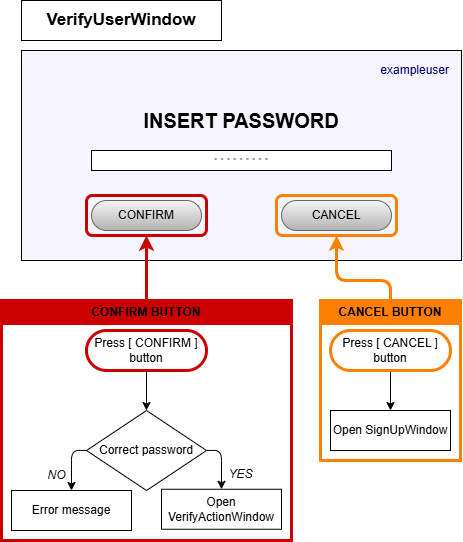 VerifyUserWindow
exampleuser
INSERT PASSWORD
---------
CONFIRM
CANCEL
CONFIRM BUTTON
Press [ CONFIRM ]
button
Correct password
NO
YES
Error message
Open
VerifyActionWindow
CANCEL BUTTON
Press [ CANCEL ]
button
Open SignUpWindow